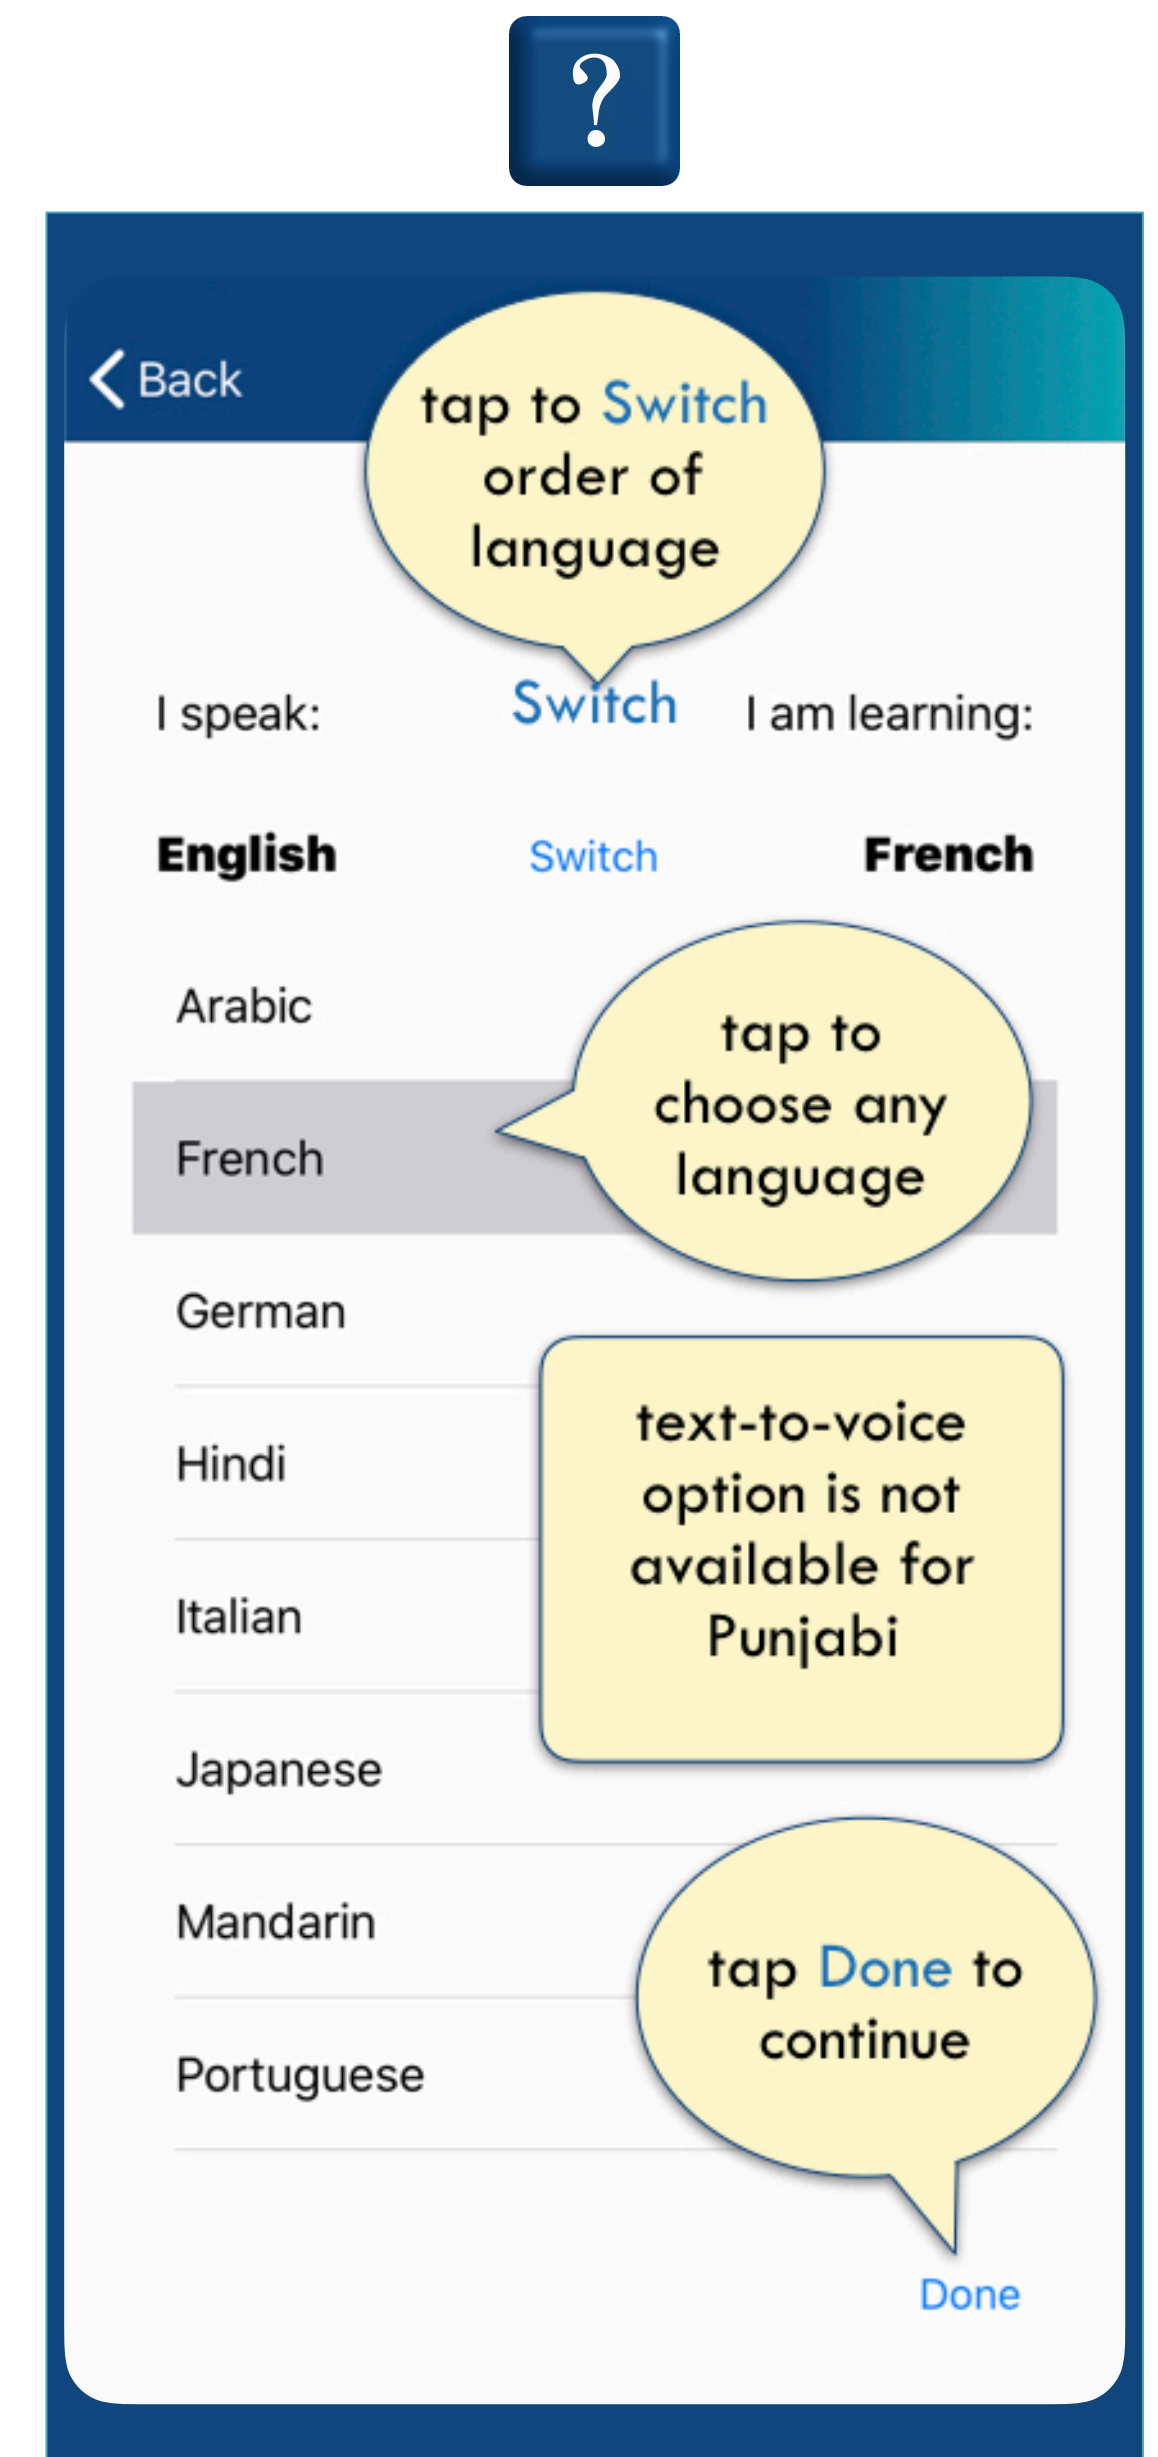 ?
Back
tap to Switch
order of
language
I speak:
Switch
I am learning:
English
Switch
French
Arabic
tap to
choose any
language
French
German
text-to-voice
option is not
available for
Punjabi
Hindi
Italian
Japanese
Mandarin
tap Done to
continue
Portuguese
Done